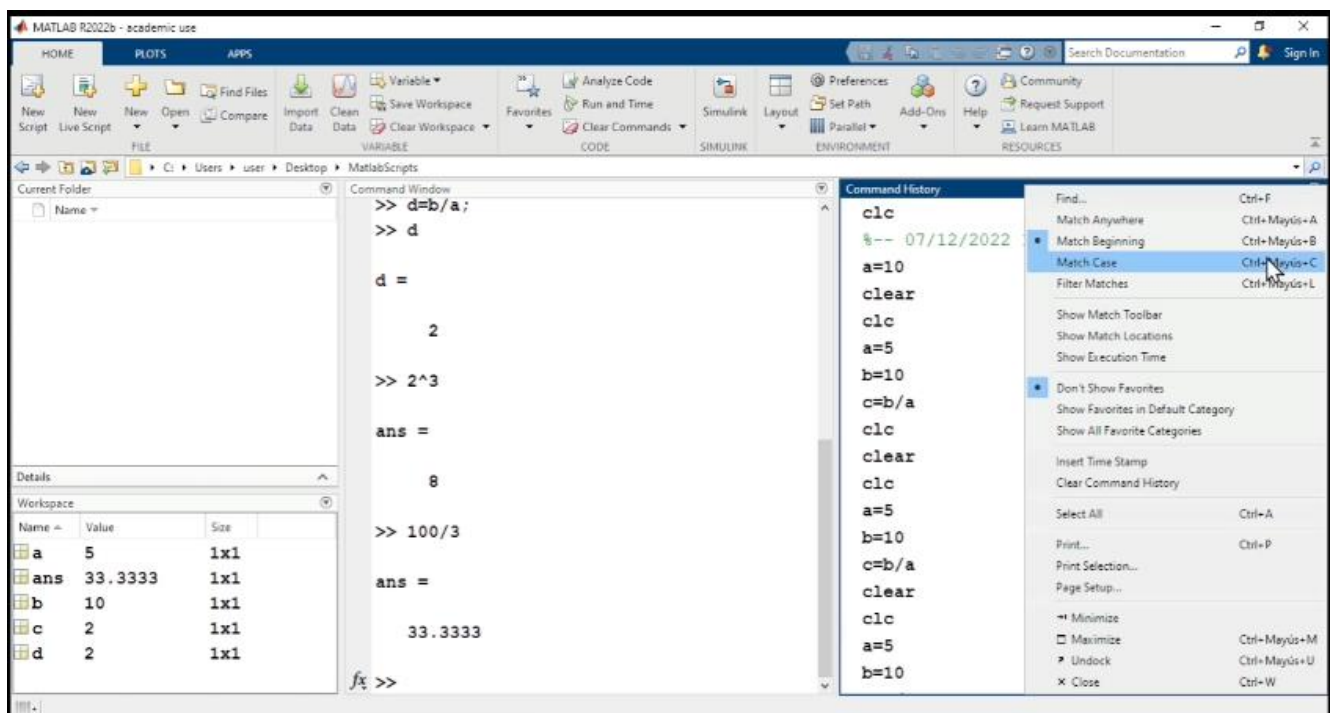 MATLAB R2022b - academic use
HOME PLOTS APPS
Search Documentation
Sign In
New Script
New Live Script
New
Open
Find Files
Compare
FILE
Import Data
Clean Data
Variable
Save Workspace
Clear Workspace
VARIABLE
Favorites
Analyze Code
Run and Time
Clear Commands
CODE
Simulink
SIMULINK
Layout
Preferences
Set Path
Parallel
Add-Ons
ENVIRONMENT
Help
Community
Request Support
Learn MATLAB
RESOURCES
C: Users user Desktop MatlabScripts
Current Folder
Name
Details
Workspace
Name Value Size
a 5 1x1
ans 33.3333 1x1
b 10 1x1
c 2 1x1
d 2 1x1
Command Window
>> d=b/a;
>> d
d =
2
>> 2^3
ans =
8
>> 100/3
ans =
33.3333
fx >>
Command History
clc
%-- 07/12/2022
a=10
clear
clc
a=5
b=10
c=b/a
clc
clear
clc
a=5
b=10
c=b/a
clear
clc
a=5
b=10
Find... Ctrl+F
Match Anywhere Ctrl+Mayús+A
Match Beginning Ctrl+Mayús+B
Match Case Ctrl+Mayús+C
Filter Matches Ctrl+Mayús+L
Show Match Toolbar
Show Match Locations
Show Execution Time
Don't Show Favorites
Show Favorites in Default Category
Show All Favorite Categories
Insert Time Stamp
Clear Command History
Select All Ctrl+A
Print... Ctrl+P
Print Selection...
Page Setup...
Minimize
Maximize Ctrl+Mayús+M
Undock Ctrl+Mayús+U
Close Ctrl+W